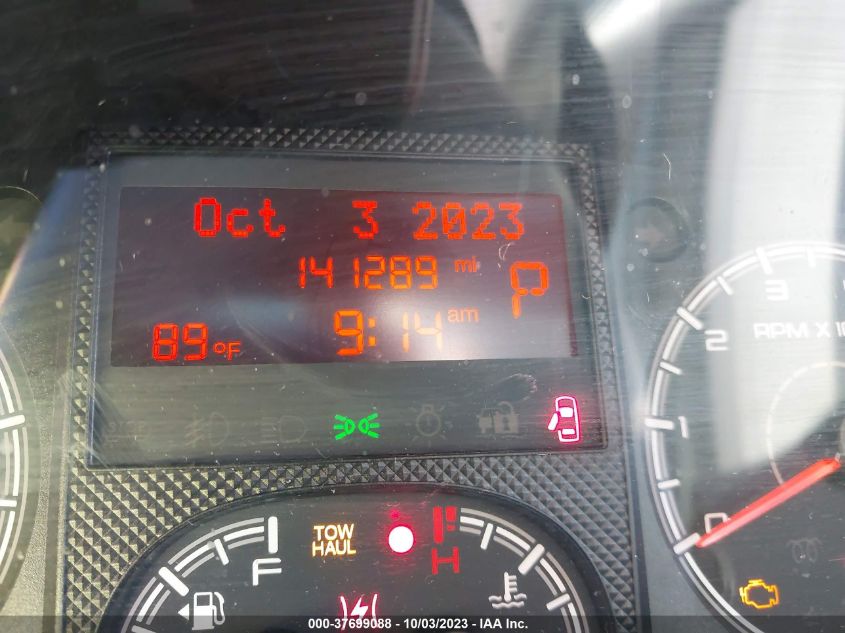 Oct 3 2023
141289 mi
P
9:14 am
89°F
3
2
RPM X 10
1
0
TOW
HAUL
F
H
000-37699088 - 10/03/2023 - IAA Inc.